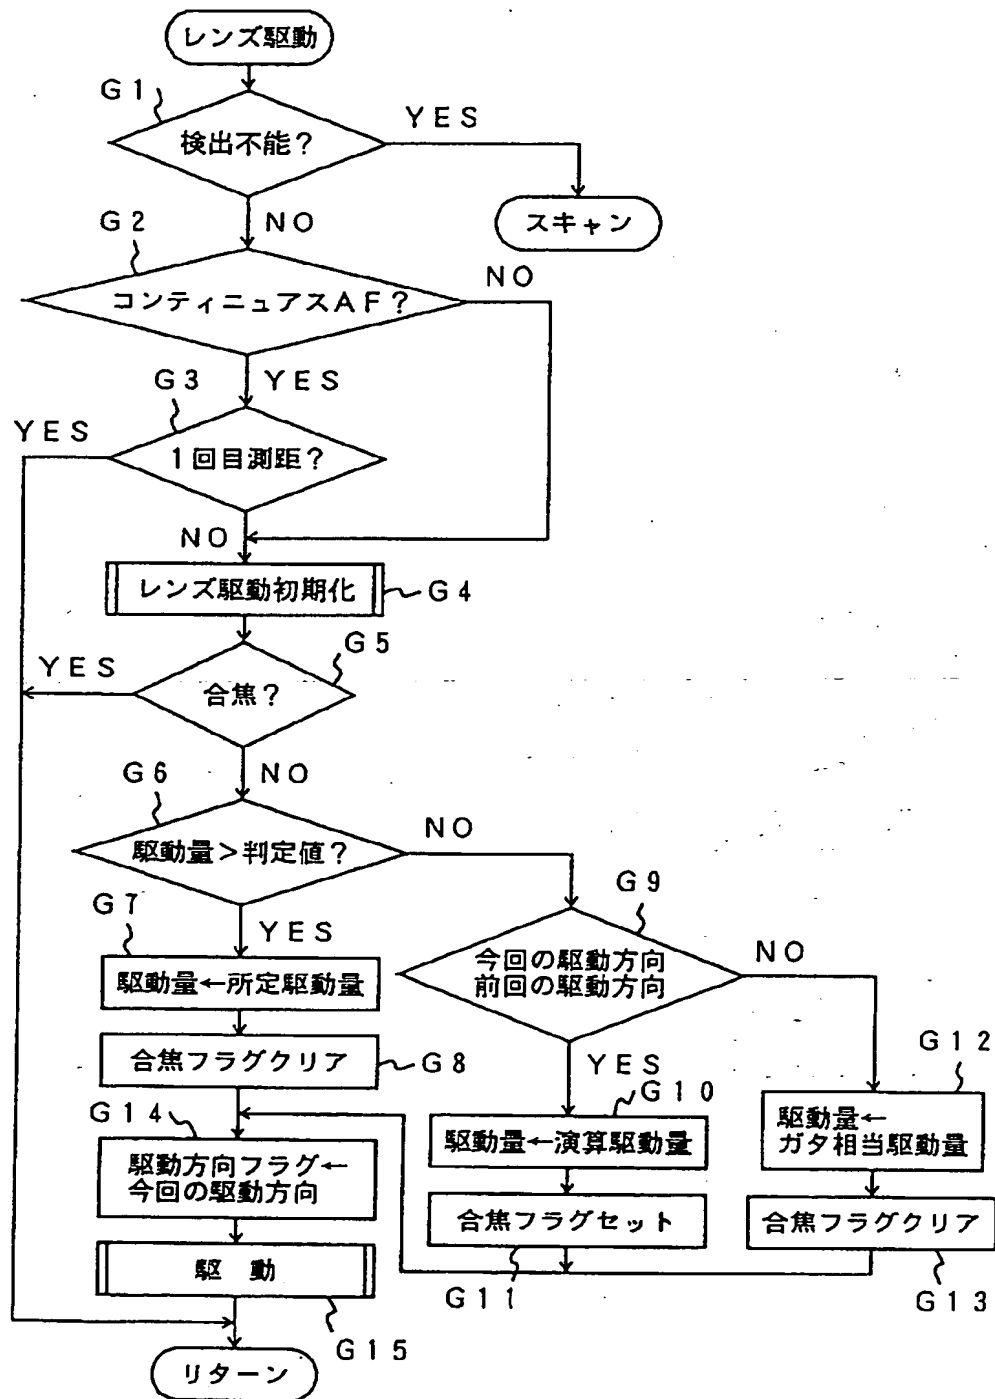 レンズ駆動
G1
検出不能?
YES
スキャン
NO
G2
コンティニュアスAF?
NO
G3
YES
YES
1回目測距?
NO
レンズ駆動初期化
G4
G5
YES
合焦?
G6
NO
駆動量>判定値?
NO
G7
YES
G9
今回の駆動方向
前回の駆動方向
NO
駆動量←所定駆動量
合焦フラグクリア
G8
YES
G10
G12
G14
駆動量←演算駆動量
駆動量←
ガタ相当駆動量
駆動方向フラグ←
今回の駆動方向
合焦フラグセット
合焦フラグクリア
駆 動
G11
G13
G15
リターン